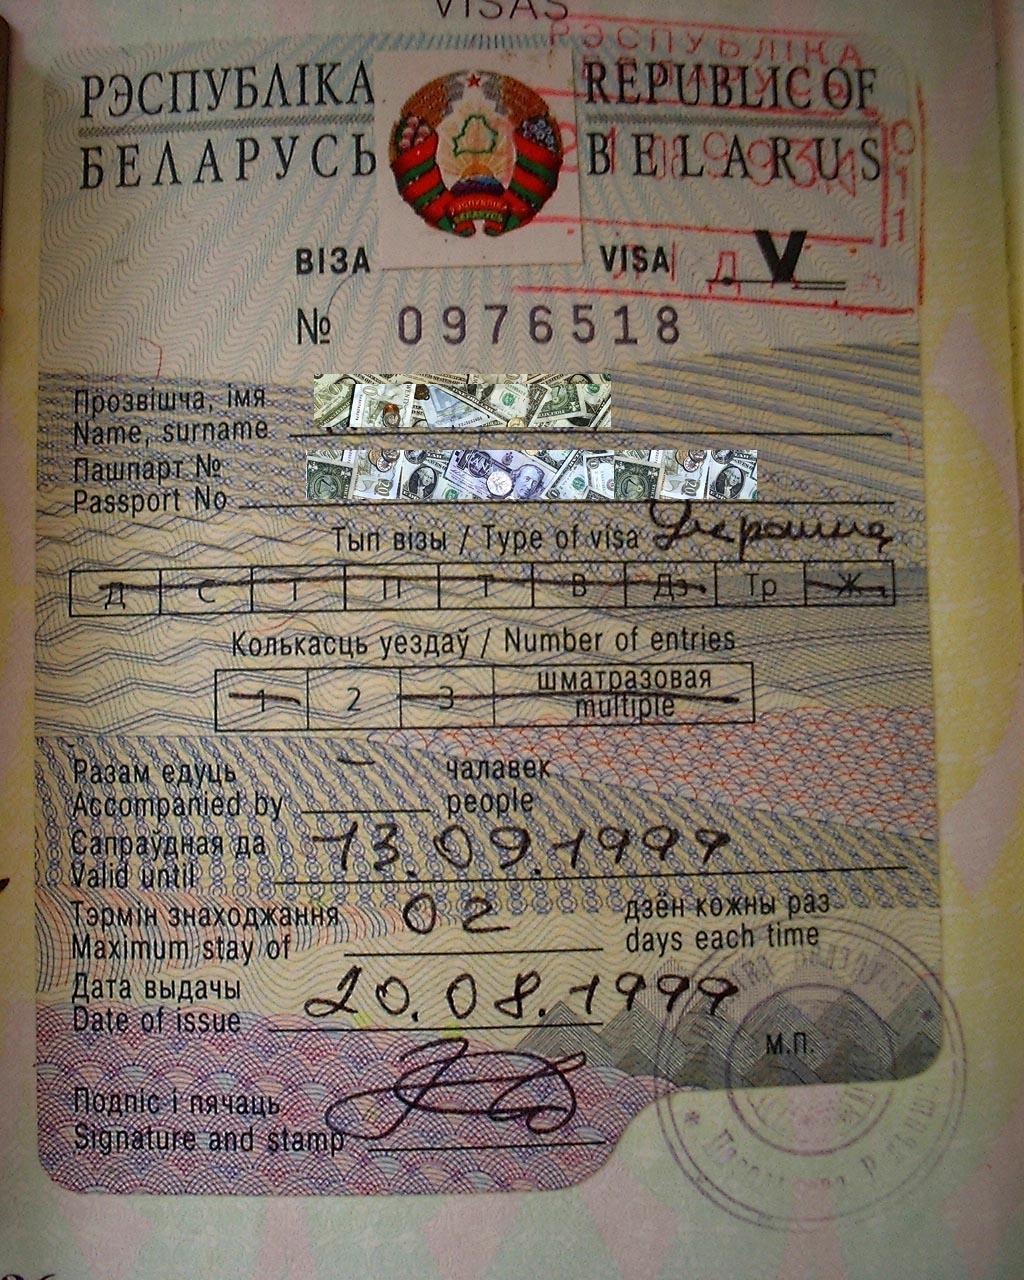 VISAS
РЭСПУБЛІКА
БЕЛАРУСЬ
REPUBLIC OF
BELARUS
РЭСПУБЛІКА
011
ВІЗА
VISA
Д V
№ 0976518
Прозвішча, імя
Name, surname
Пашпарт №
Passport No
Тып візы / Type of visa Украина
Д С Г П Т В Дз Тр Ж
Колькасць уездаў / Number of entries
1 2 3 шматразовая
multiple
Разам едуць – чалавек
Accompanied by people
Сапраўдная да 13.09.1999
Valid until
Тэрмін знаходжання 02 дзён кожны раз
Maximum stay of days each time
Дата выдачы 20.08.1999
Date of issue
М.П.
Подпіс і пячаць
Signature and stamp